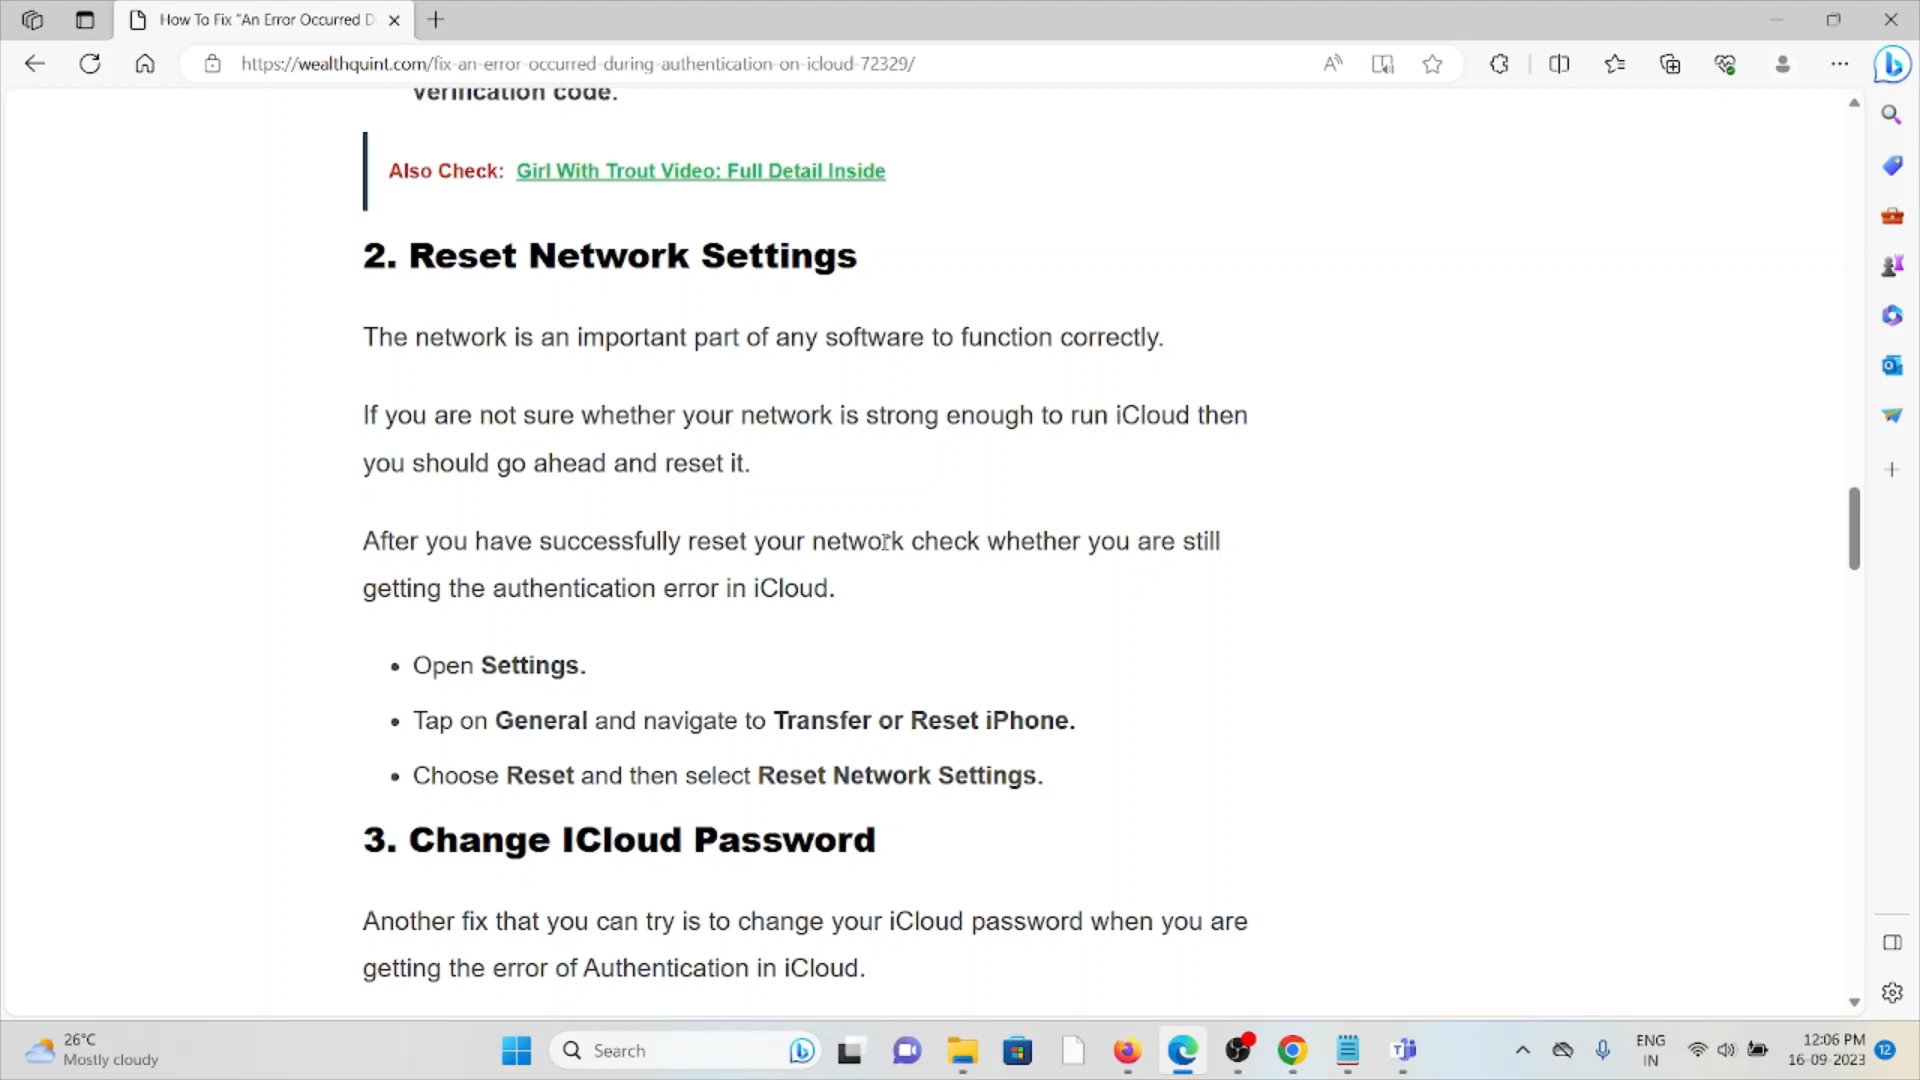 How To Fix "An Error Occurred D
https://wealthquint.com/fix-an-error-occurred-during-authentication-on-icloud-72329/
verification code.
Also Check: Girl With Trout Video: Full Detail Inside
2. Reset Network Settings
The network is an important part of any software to function correctly.
If you are not sure whether your network is strong enough to run iCloud then
you should go ahead and reset it.
After you have successfully reset your network check whether you are still
getting the authentication error in iCloud.
• Open Settings.
• Tap on General and navigate to Transfer or Reset iPhone.
• Choose Reset and then select Reset Network Settings.
3. Change ICloud Password
Another fix that you can try is to change your iCloud password when you are
getting the error of Authentication in iCloud.
26°C
Mostly cloudy
Search
ENG
IN
12:06 PM
16-09-2023
12